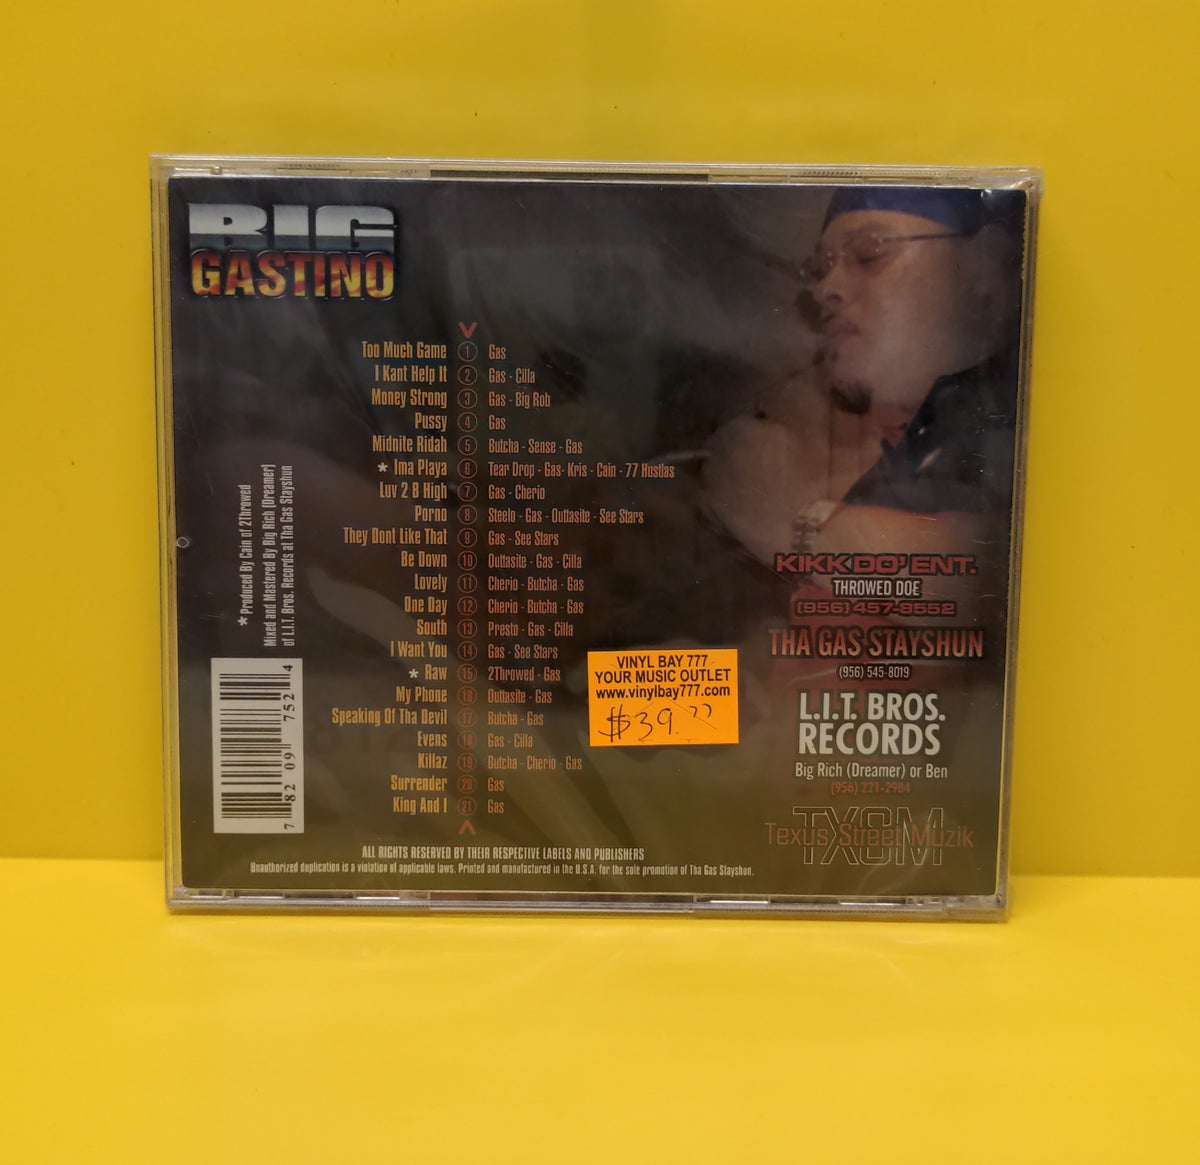 BIG
GASTINO
Too Much Game 1 Gas
I Kant Help It 2 Gas - Cilla
Money Strong 3 Gas - Big Rob
Pussy 4 Gas
Midnite Ridah 5 Butcha - Sense - Gas
* Ima Playa 6 Tear Drop - Gas- Kris - Cain - 77 Hustlas
Luv 2 B High 7 Gas - Cherio
Porno 8 Steelo - Gas - Outtasite - See Stars
They Dont Like That 9 Gas - See Stars
Be Down 10 Outtasite - Gas - Cilla
Lovely 11 Cherio - Butcha - Gas
One Day 12 Cherio - Butcha - Gas
South 13 Presto - Gas - Cilla
I Want You 14 Gas - See Stars
* Raw 15 2Throwed - Gas
My Phone 16 Outtasite - Gas
Speaking Of Tha Devil 17 Butcha - Gas
Evens 18 Gas - Cilla
Killaz 19 Butcha - Cherio - Gas
Surrender 20 Gas
King And I 21 Gas
* Produced By Cain of 2Throwed
Mixed and Mastered By Big Rich (Dreamer)
of L.I.T. Bros. Records at Tha Gas Stayshun
7 82 09 752 4
VINYL BAY 777
YOUR MUSIC OUTLET
www.vinylbay777.com
$39.77
KIKK DO' ENT.
THROWED DOE
(956) 457-8552
THA GAS STAYSHUN
(956) 545-8019
L.I.T. BROS.
RECORDS
Big Rich (Dreamer) or Ben
(956) 221-2984
TXSM
Texus Street Muzik
ALL RIGHTS RESERVED BY THEIR RESPECTIVE LABELS AND PUBLISHERS
Unauthorized duplication is a violation of applicable laws. Printed and manufactured in the U.S.A. for the sole promotion of Tha Gas Stayshun.